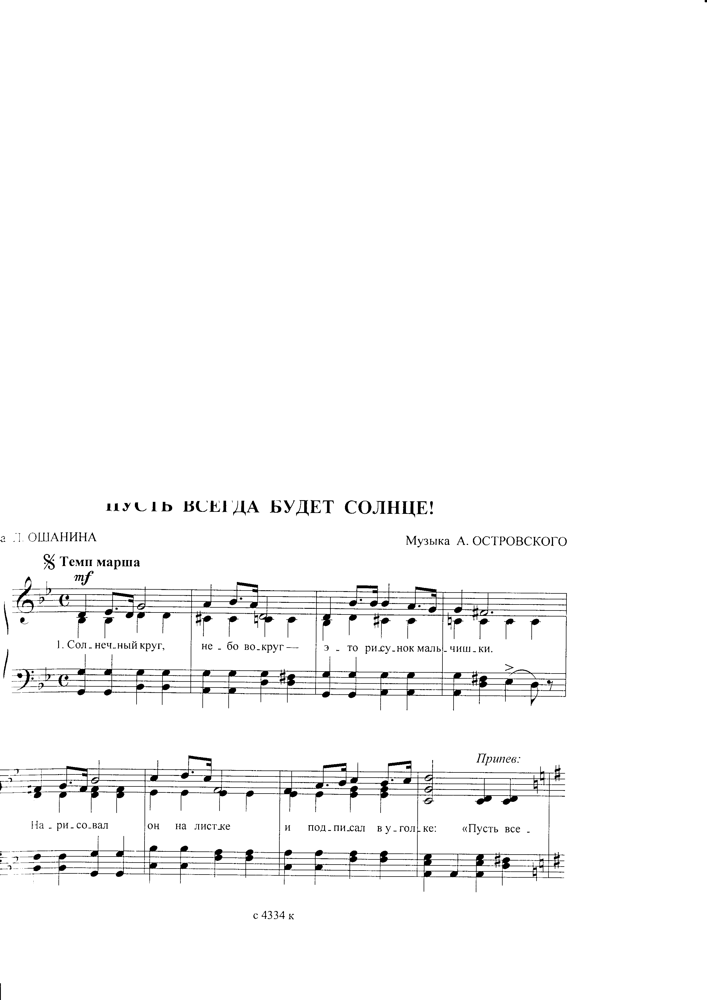 ПУСТЬ ВСЕГДА БУДЕТ СОЛНЦЕ!
Л. ОШАНИНА
Музыка А. ОСТРОВСКОГО
Темп марша
mf
1. Сол-неч-ный круг, не-бо во-круг— э-то ри-су-нок маль-чиш-ки.
Припев:
На-ри-со-вал он на лист-ке и под-пи-сал в у-гол-ке: «Пусть все-
с 4334 к